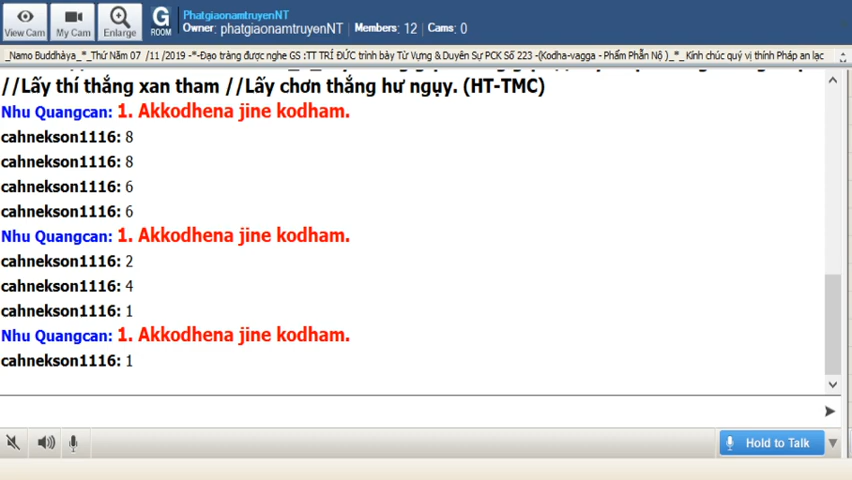 PhatgiaonamtruyenNT
Owner: phatgiaonamtruyenNT Members: 12 Cams: 0
View Cam
My Cam
Enlarge
G ROOM
_Namo Buddhàya_*_Thứ Năm 07 /11 /2019 -*-Đạo tràng được nghe GS :TT TRÍ ĐỨC trình bày Từ Vựng & Duyên Sự PCK Số 223 -(Kodha-vagga - Phẩm Phẫn Nộ )_*_ Kính chúc quý vị thính Pháp an lạc
//Lấy thí thắng xan tham //Lấy chơn thắng hư ngụy. (HT-TMC)
Nhu Quangcan: 1. Akkodhena jine kodham.
cahnekson1116: 8
cahnekson1116: 8
cahnekson1116: 6
cahnekson1116: 6
Nhu Quangcan: 1. Akkodhena jine kodham.
cahnekson1116: 2
cahnekson1116: 4
cahnekson1116: 1
Nhu Quangcan: 1. Akkodhena jine kodham.
cahnekson1116: 1
Hold to Talk